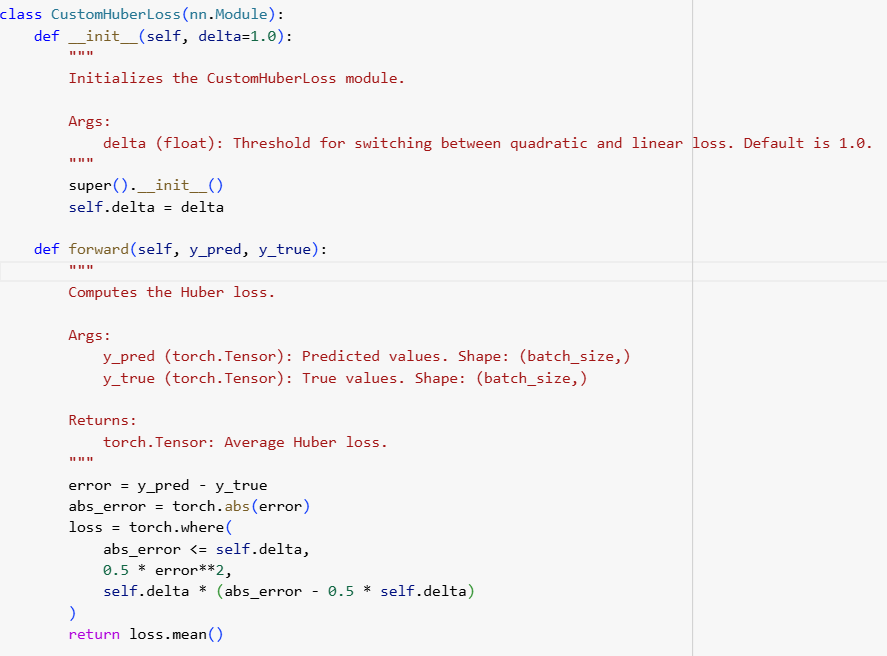 class CustomHuberLoss(nn.Module):
    def __init__(self, delta=1.0):
        """
        Initializes the CustomHuberLoss module.

        Args:
            delta (float): Threshold for switching between quadratic and linear loss. Default is 1.0.
        """
        super().__init__()
        self.delta = delta

    def forward(self, y_pred, y_true):
        """
        Computes the Huber loss.

        Args:
            y_pred (torch.Tensor): Predicted values. Shape: (batch_size,)
            y_true (torch.Tensor): True values. Shape: (batch_size,)

        Returns:
            torch.Tensor: Average Huber loss.
        """
        error = y_pred - y_true
        abs_error = torch.abs(error)
        loss = torch.where(
            abs_error <= self.delta,
            0.5 * error**2,
            self.delta * (abs_error - 0.5 * self.delta)
        )
        return loss.mean()